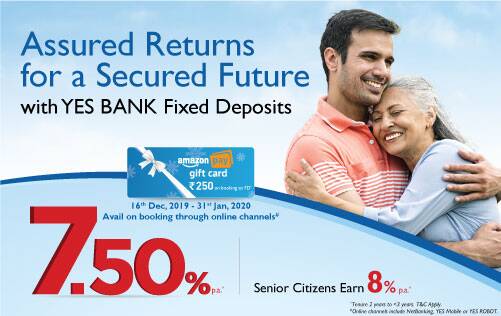 Assured Returns
for a Secured Future
with YES BANK Fixed Deposits
amazon pay
gift card
₹250 on booking an FD*
16th Dec, 2019 - 31st Jan, 2020
Avail on booking through online channels#
7.50% p.a.*
Senior Citizens Earn 8% p.a.*
*Tenure 2 years to <3 years. T&C Apply.
#Online channels include NetBanking, YES Mobile or YES ROBOT.